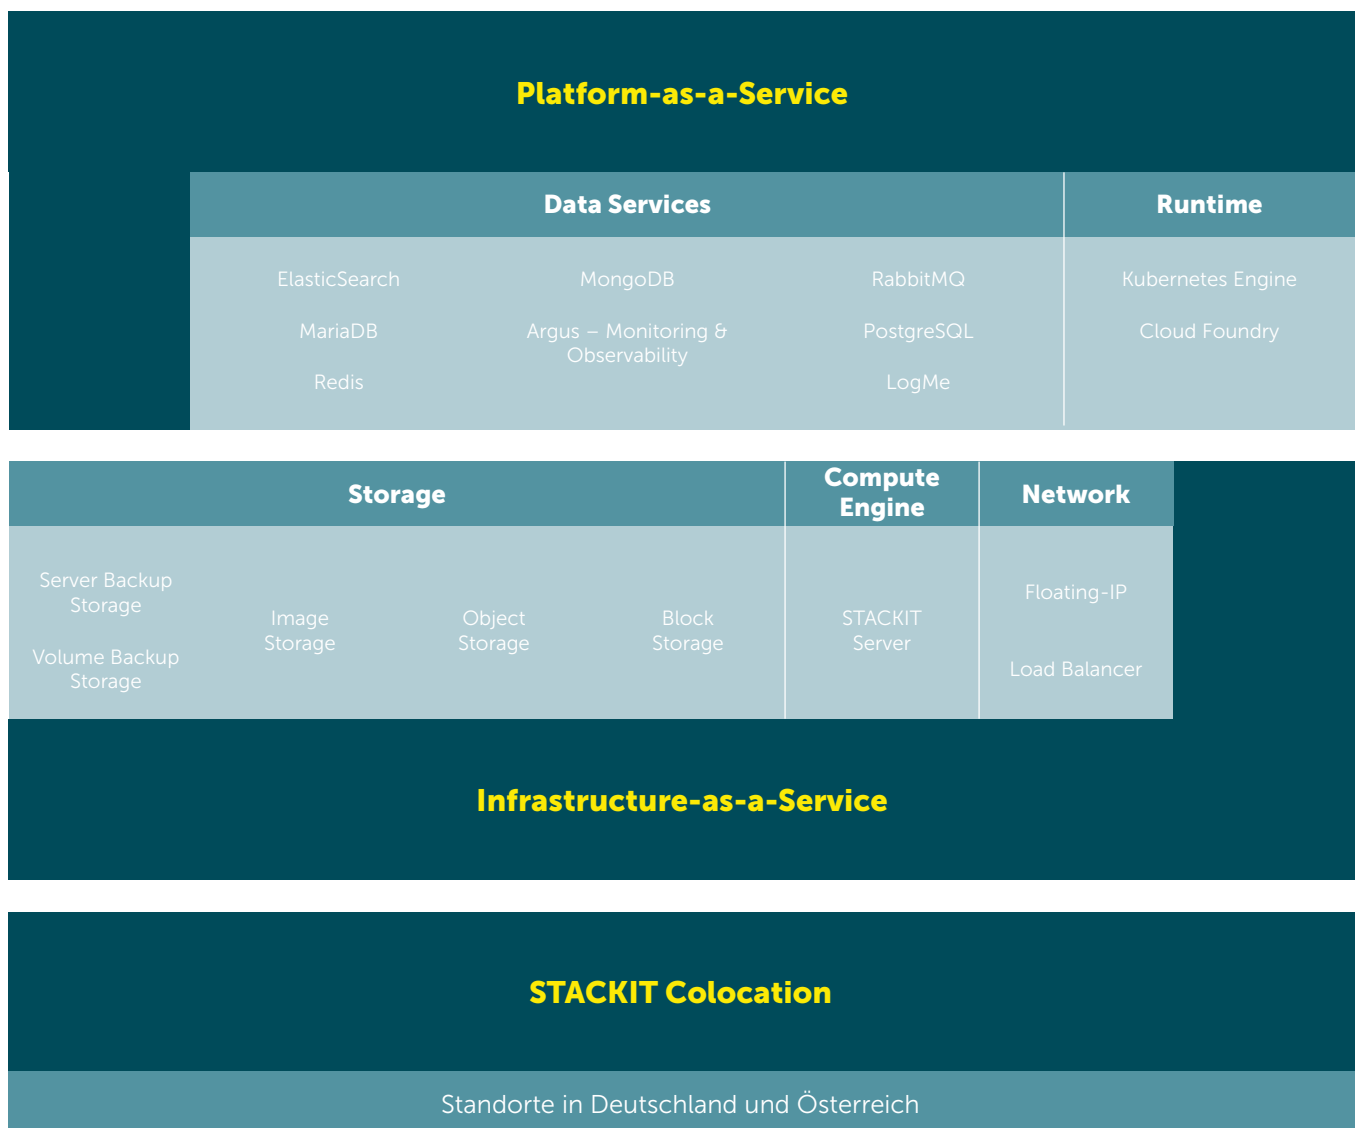 Platform-as-a-Service
Data Services
Runtime
ElasticSearch
MongoDB
RabbitMQ
Kubernetes Engine
MariaDB
Argus – Monitoring &
Observability
PostgreSQL
Cloud Foundry
Redis
LogMe
Storage
Compute
Engine
Network
Server Backup
Storage
Volume Backup
Storage
Image
Storage
Object
Storage
Block
Storage
STACKIT
Server
Floating-IP
Load Balancer
Infrastructure-as-a-Service
STACKIT Colocation
Standorte in Deutschland und Österreich